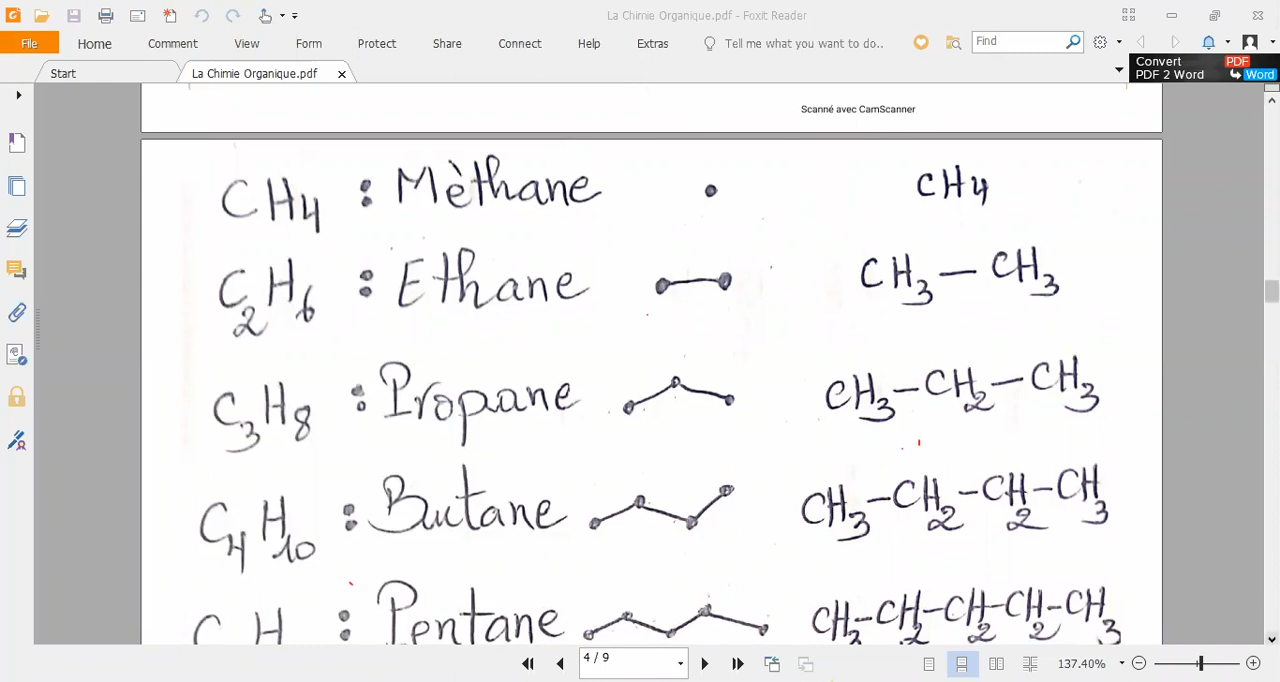 La Chimie Organique.pdf - Foxit Reader
File Home Comment View Form Protect Share Connect Help Extras Tell me what you want to do.. Find
Start La Chimie Organique.pdf
Convert PDF
PDF 2 Word Word
Scanné avec CamScanner
CH4 : Mèthane CH4
C2H6 : Ethane CH3 — CH3
C3H8 : Propane CH3 — CH2 — CH3
C4H10 : Butane CH3 — CH2 — CH2 — CH3
C H : Pentane CH3 — CH2 — CH2 — CH2 — CH3
4 / 9 137.40%